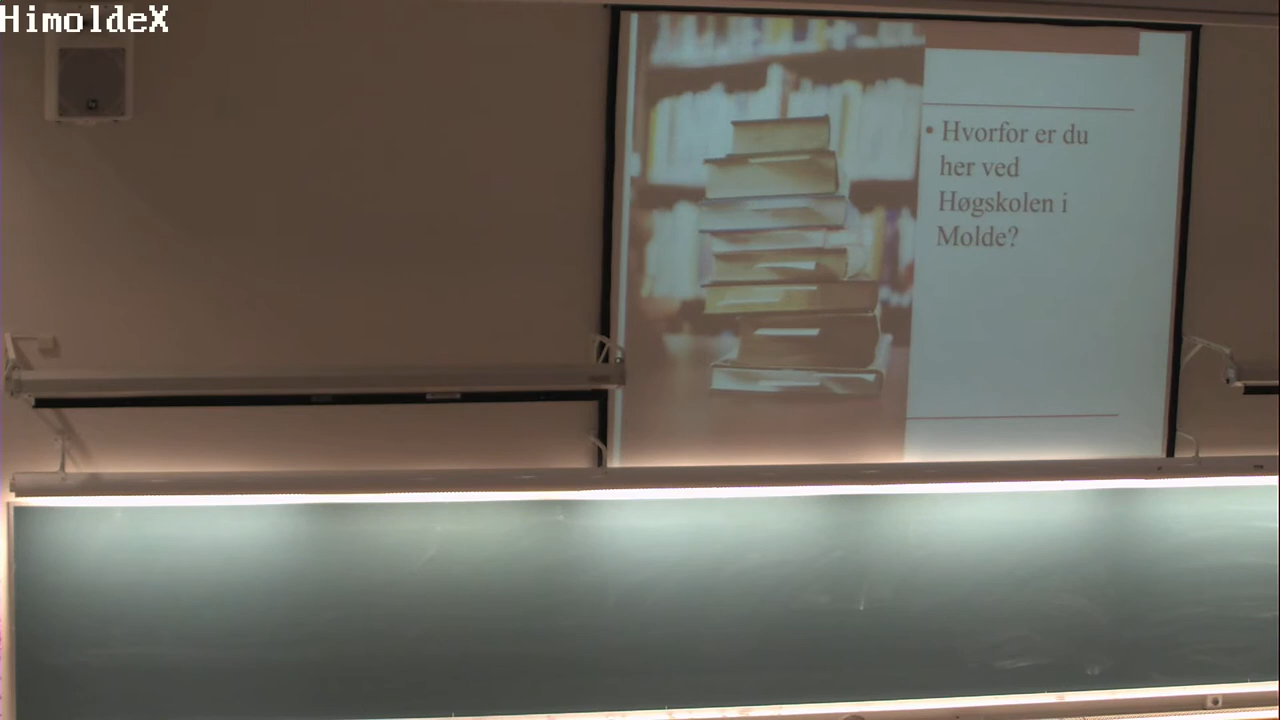 HimoldeX
• Hvorfor er du
her ved
Høgskolen i
Molde?